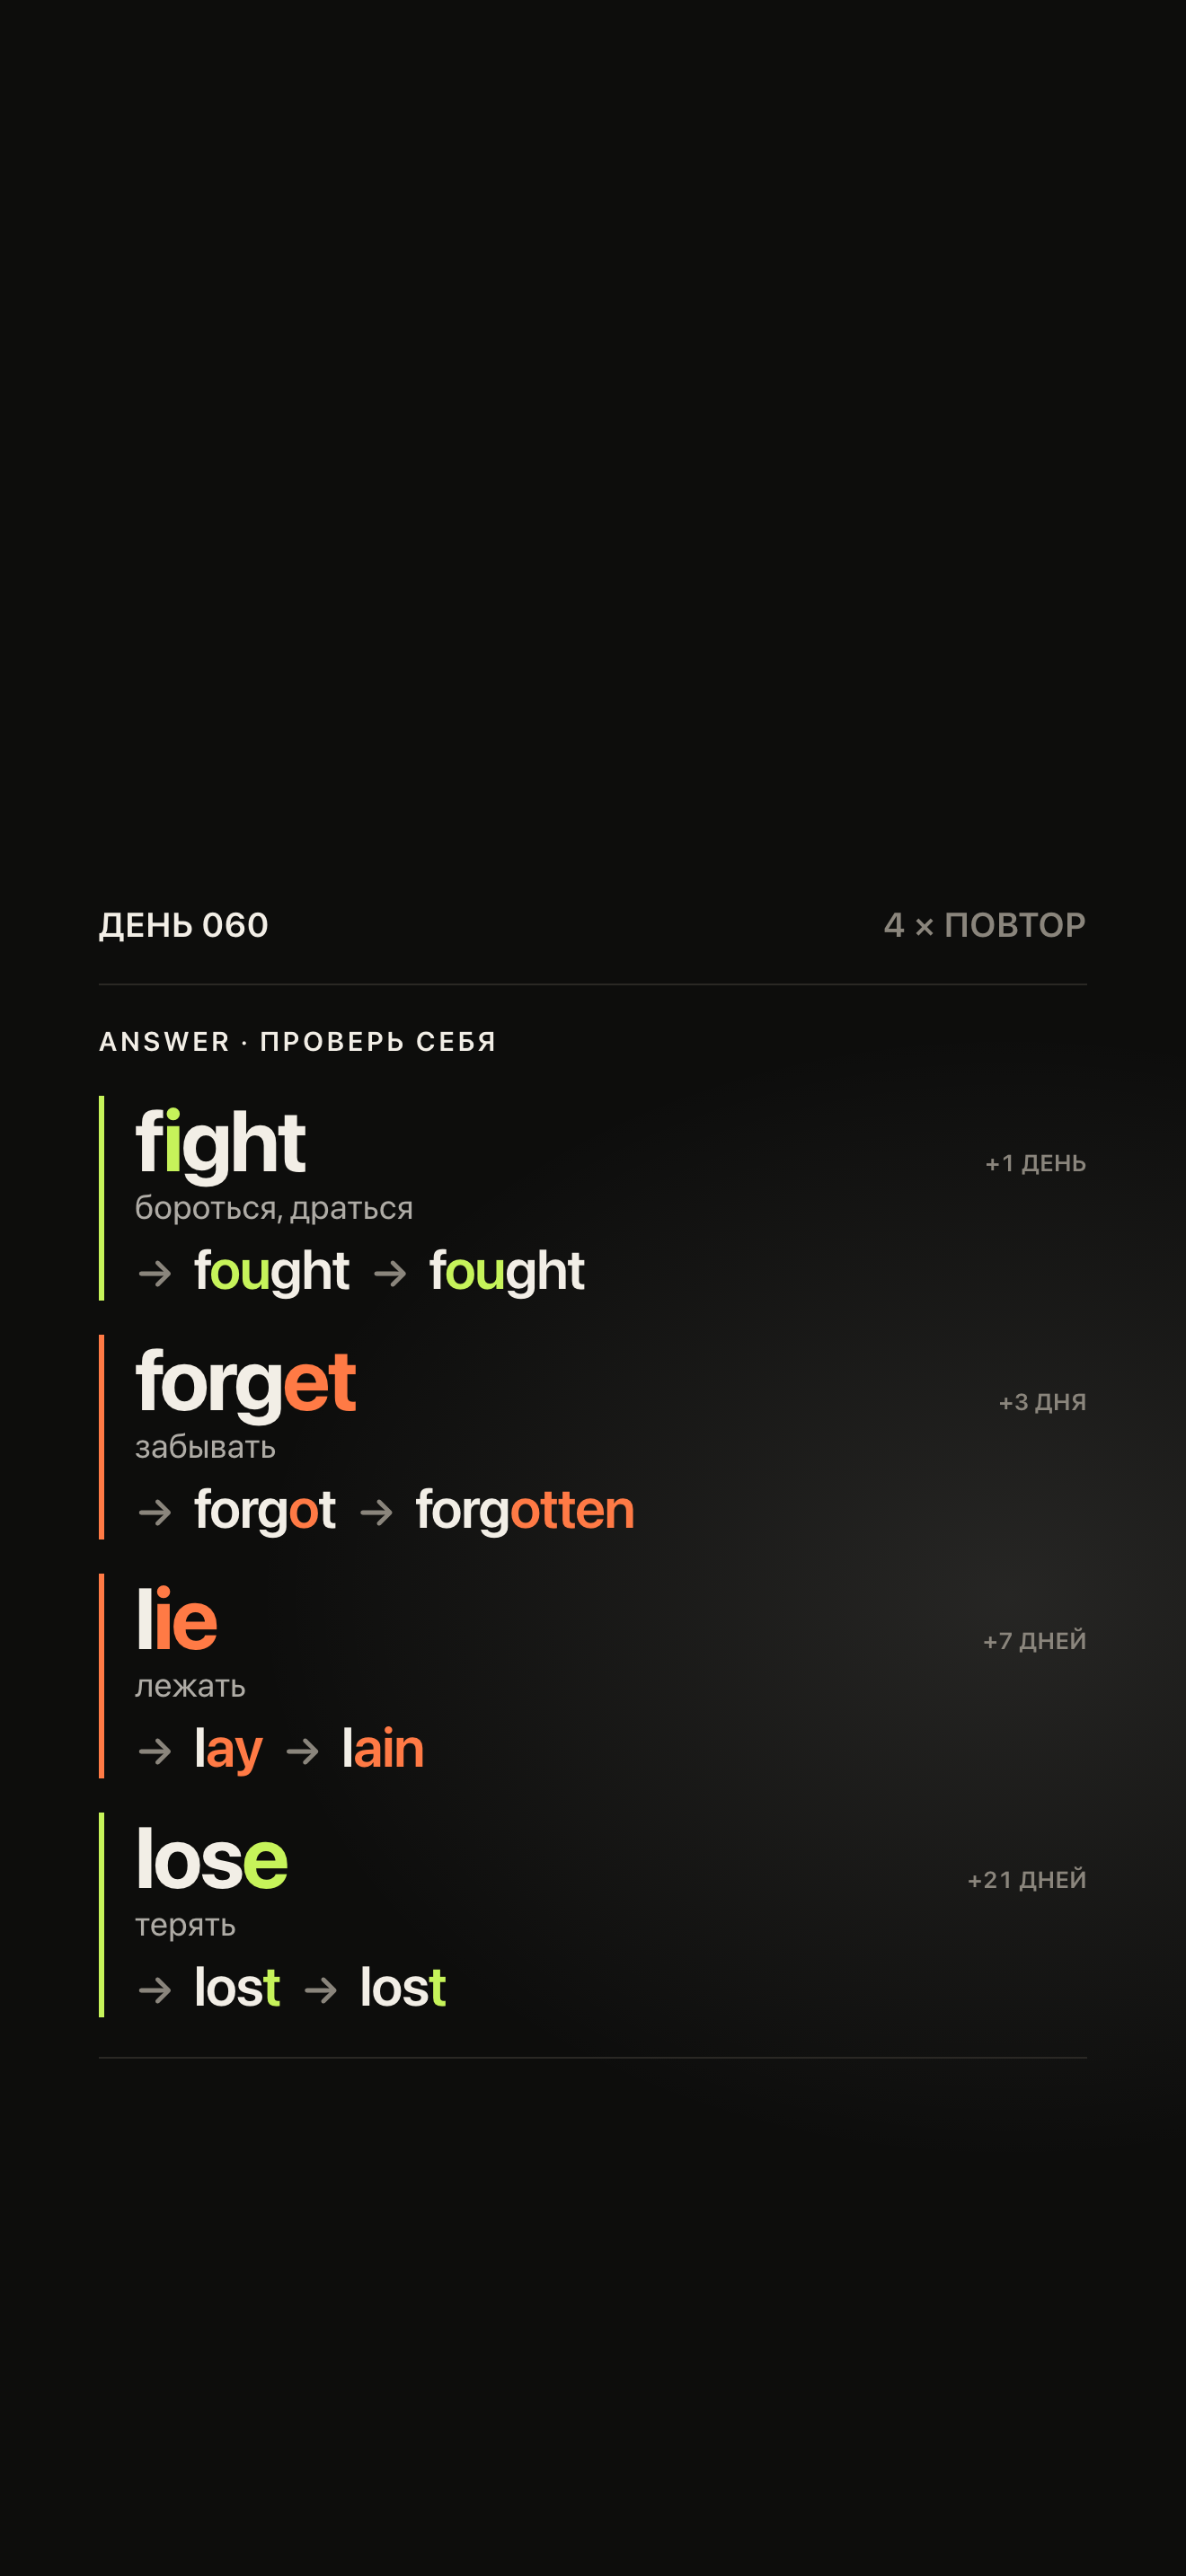 ДЕНЬ 060
4 × ПОВТОР
ANSWER · ПРОВЕРЬ СЕБЯ
fight
+1 ДЕНЬ
бороться, драться
→ fought → fought
forget
+3 ДНЯ
забывать
→ forgot → forgotten
lie
+7 ДНЕЙ
лежать
→ lay → lain
lose
+21 ДНЕЙ
терять
→ lost → lost